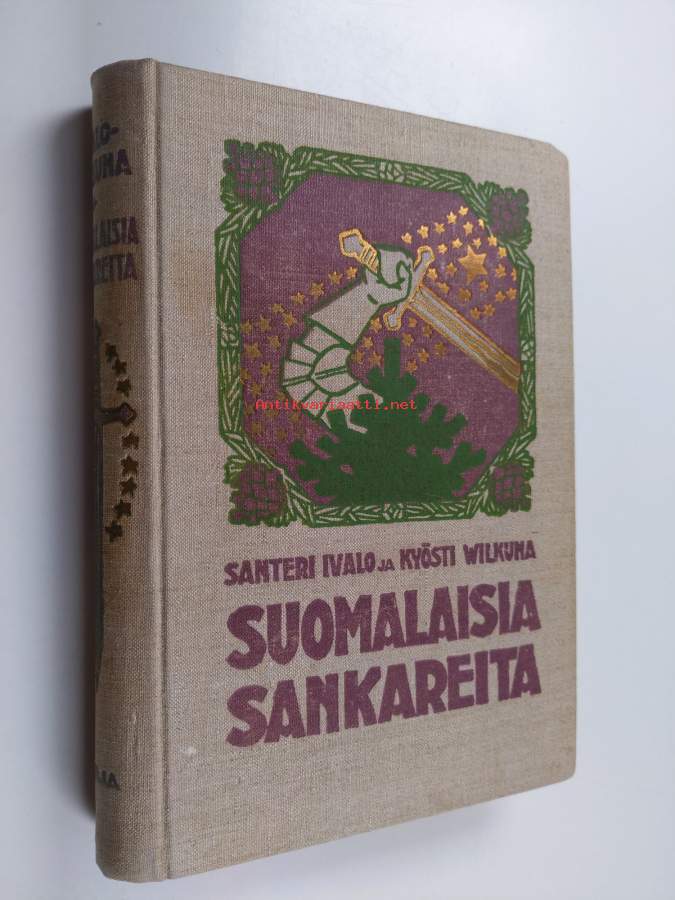 Antikvariaatti.net
SANTERI IVALO JA KYÖSTI WILKUNA
SUOMALAISIA
SANKAREITA